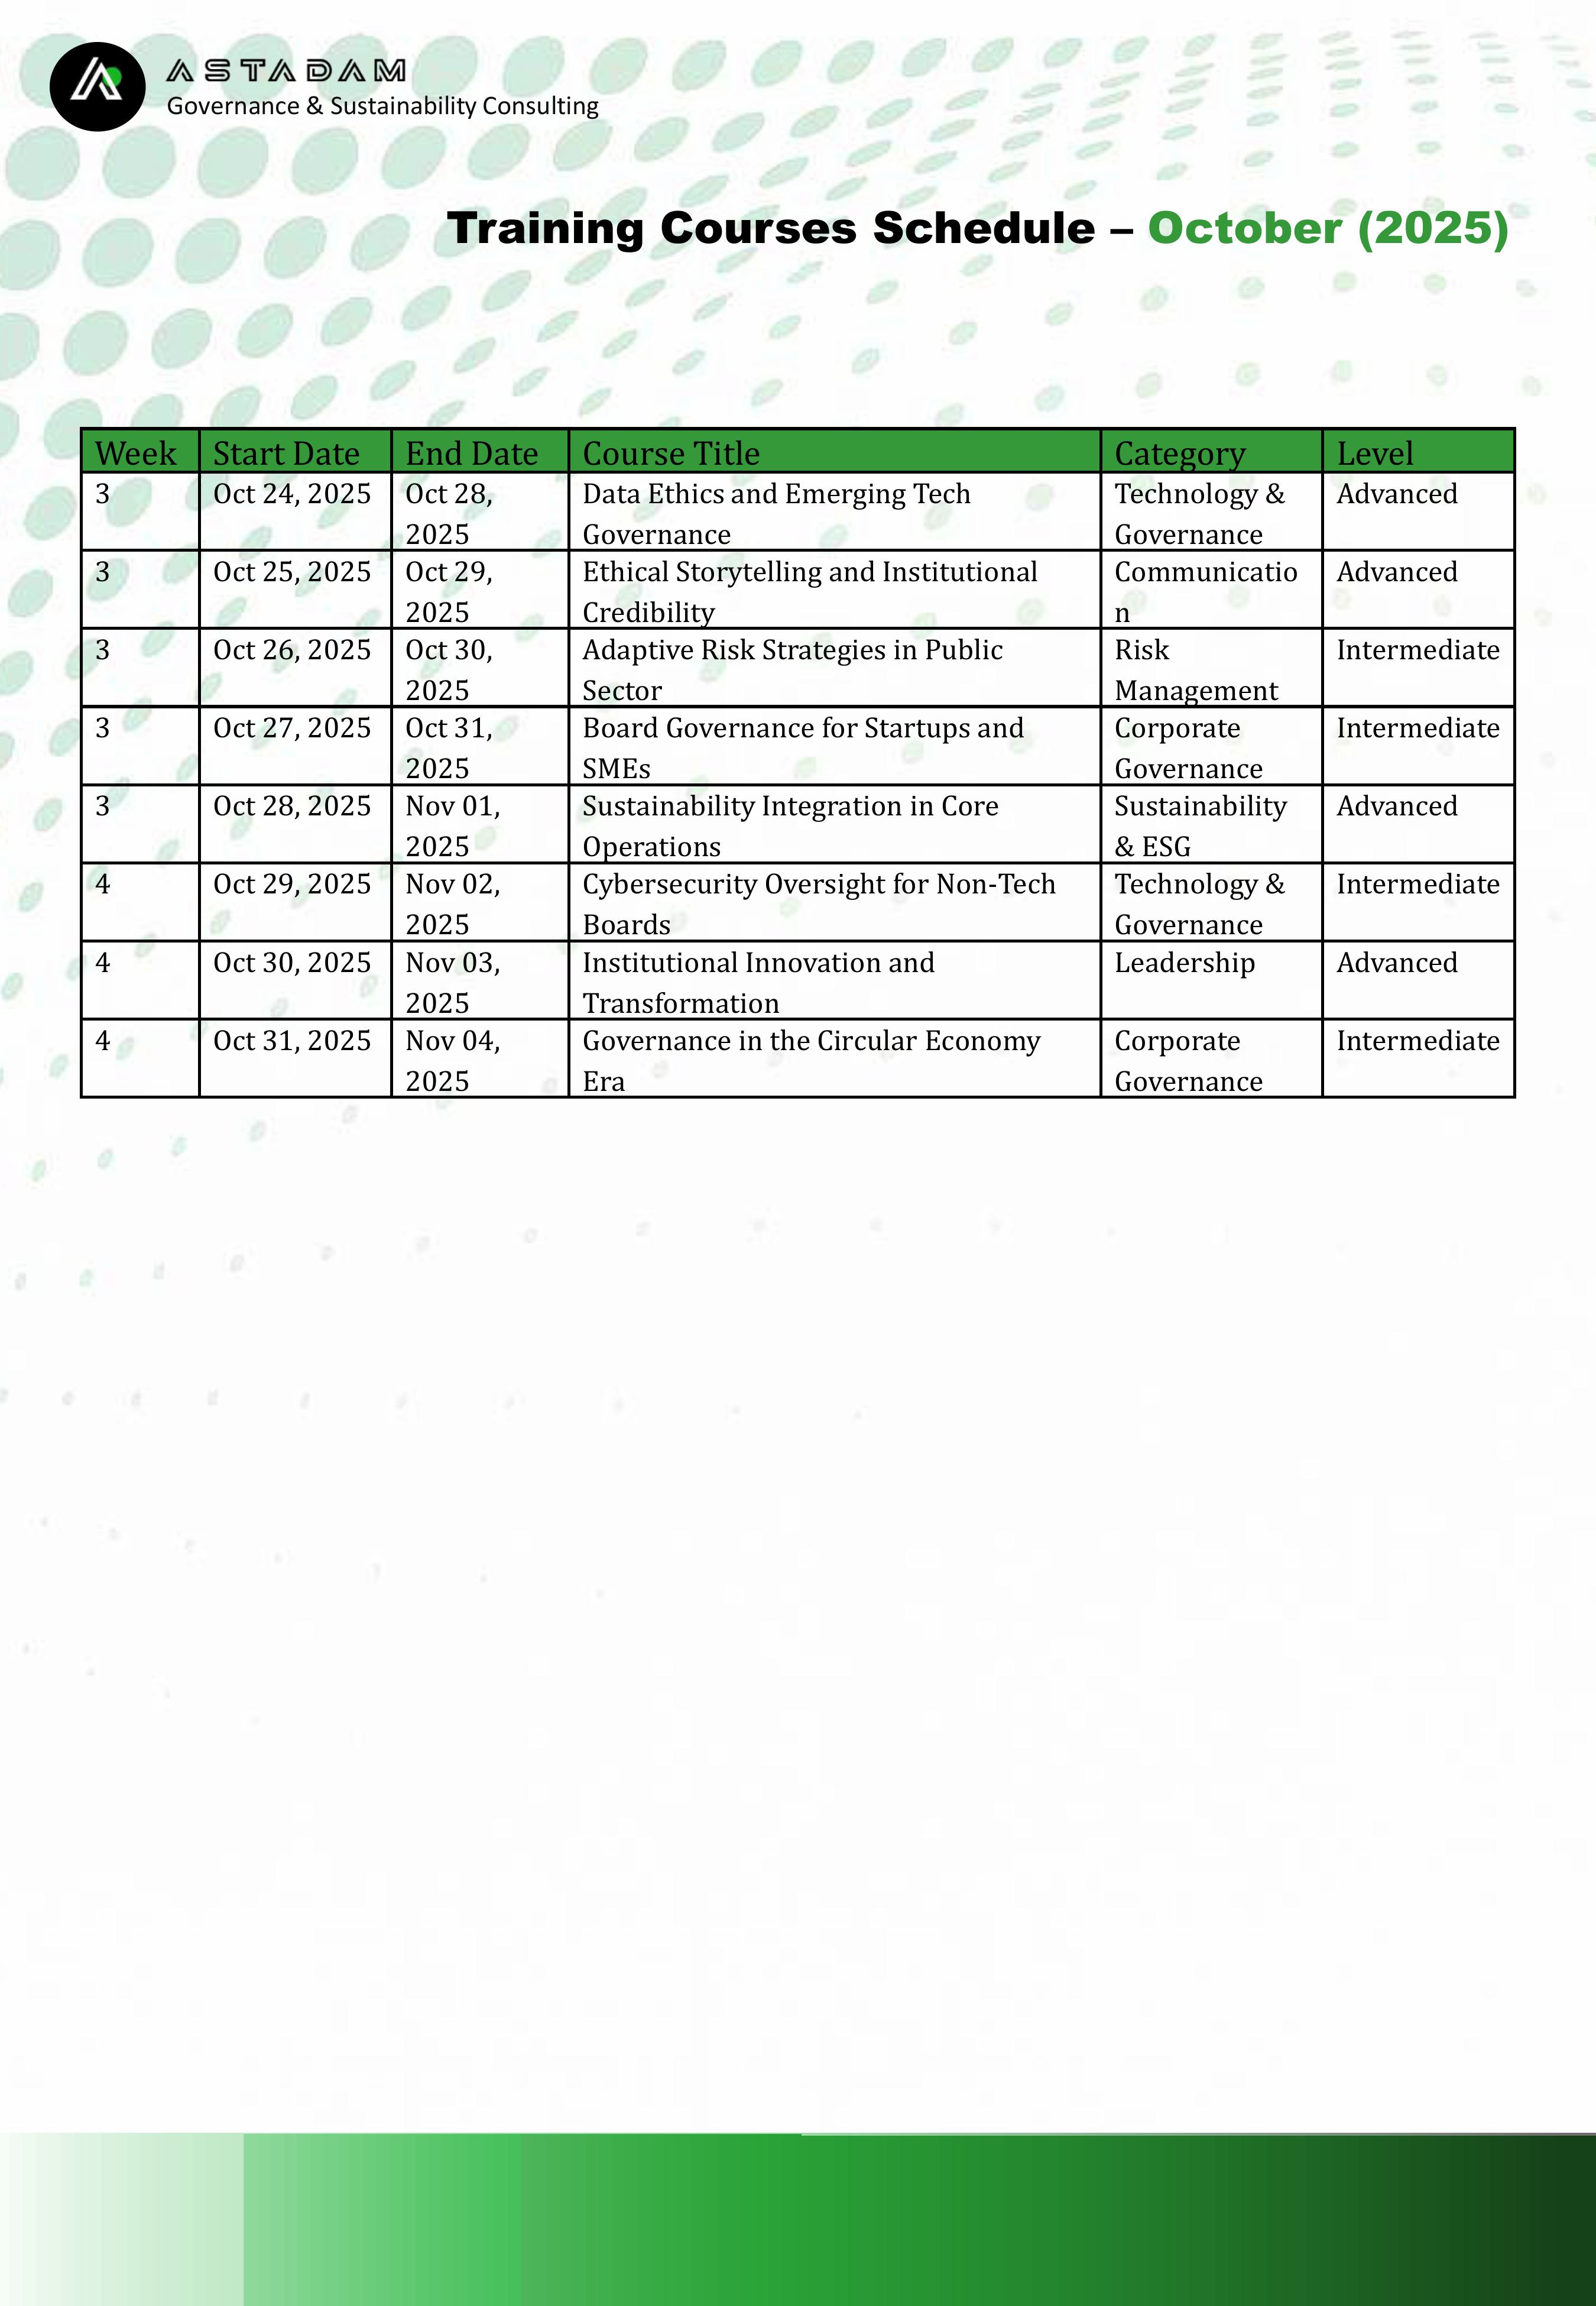 ASTADAM
Governance & Sustainability Consulting
Training Courses Schedule – October (2025)
Week Start Date End Date Course Title Category Level
3 Oct 24, 2025 Oct 28, Data Ethics and Emerging Tech Technology & Advanced
2025 Governance Governance
3 Oct 25, 2025 Oct 29, Ethical Storytelling and Institutional Communicatio Advanced
2025 Credibility n
3 Oct 26, 2025 Oct 30, Adaptive Risk Strategies in Public Risk Intermediate
2025 Sector Management
3 Oct 27, 2025 Oct 31, Board Governance for Startups and Corporate Intermediate
2025 SMEs Governance
3 Oct 28, 2025 Nov 01, Sustainability Integration in Core Sustainability Advanced
2025 Operations & ESG
4 Oct 29, 2025 Nov 02, Cybersecurity Oversight for Non-Tech Technology & Intermediate
2025 Boards Governance
4 Oct 30, 2025 Nov 03, Institutional Innovation and Leadership Advanced
2025 Transformation
4 Oct 31, 2025 Nov 04, Governance in the Circular Economy Corporate Intermediate
2025 Era Governance